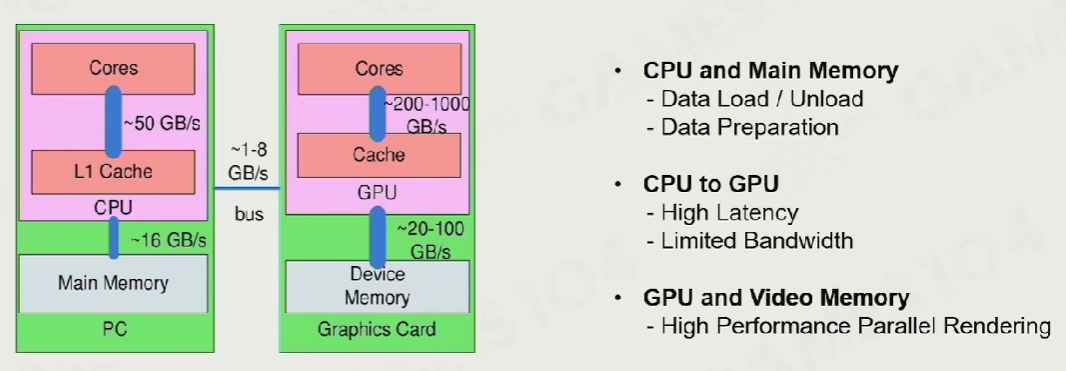 Cores
~50 GB/s
L1 Cache
CPU
~16 GB/s
Main Memory
PC
~1-8
GB/s
bus
Cores
~200-1000
GB/s
Cache
GPU
~20-100
GB/s
Device
Memory
Graphics Card
• CPU and Main Memory
- Data Load / Unload
- Data Preparation
• CPU to GPU
- High Latency
- Limited Bandwidth
• GPU and Video Memory
- High Performance Parallel Rendering
GAMES104